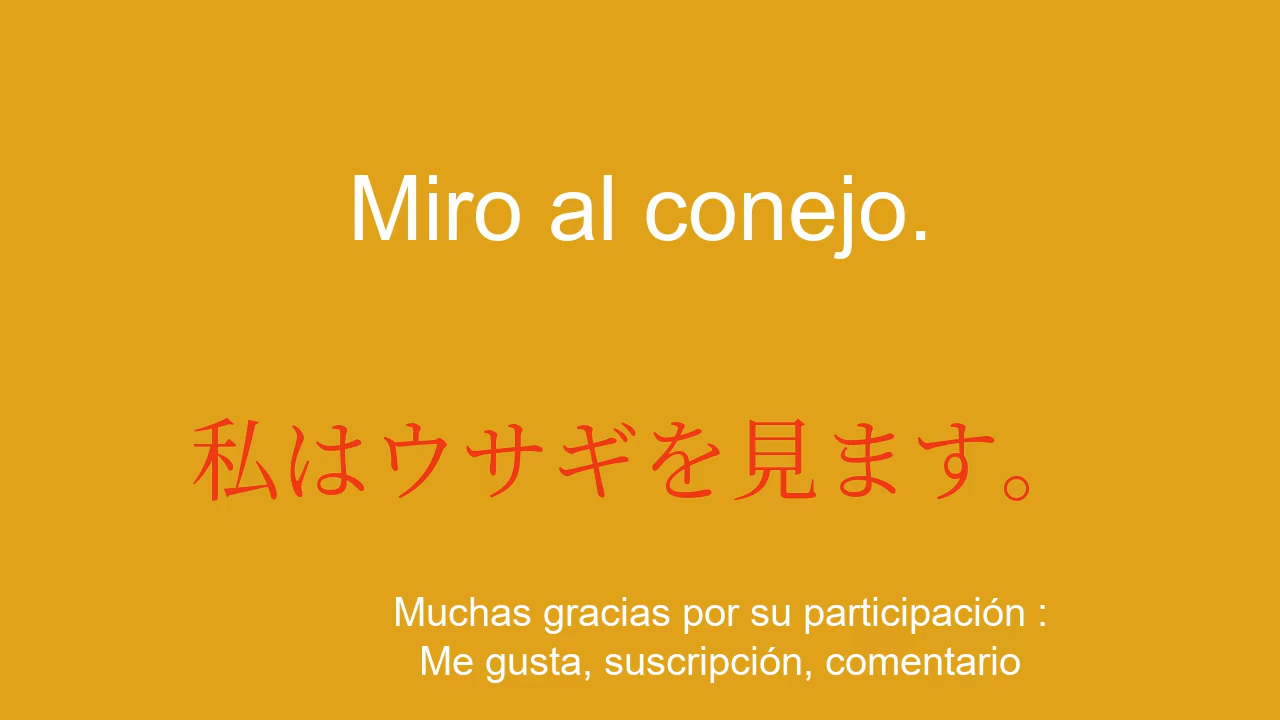 Miro al conejo.
私はウサギを見ます。
Muchas gracias por su participación :
Me gusta, suscripción, comentario